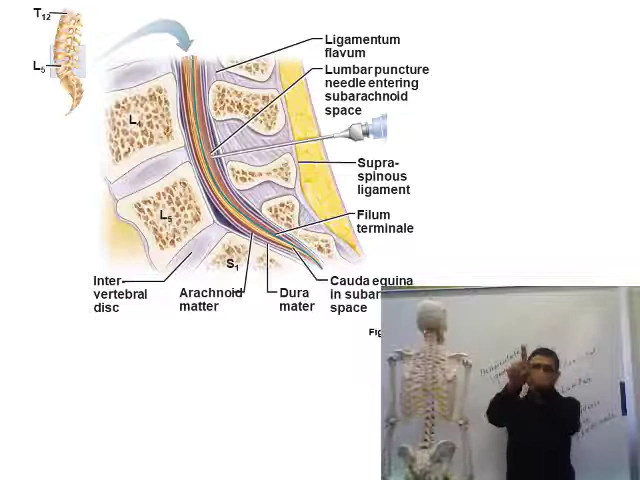 T12
L5
Ligamentum
flavum
Lumbar puncture
needle entering
subarachnoid
space
L4
Supra-
spinous
ligament
L5
Filum
terminale
S1
Inter-
vertebral
disc
Arachnoid
matter
Dura
mater
Cauda equina
in subar
space
Fig